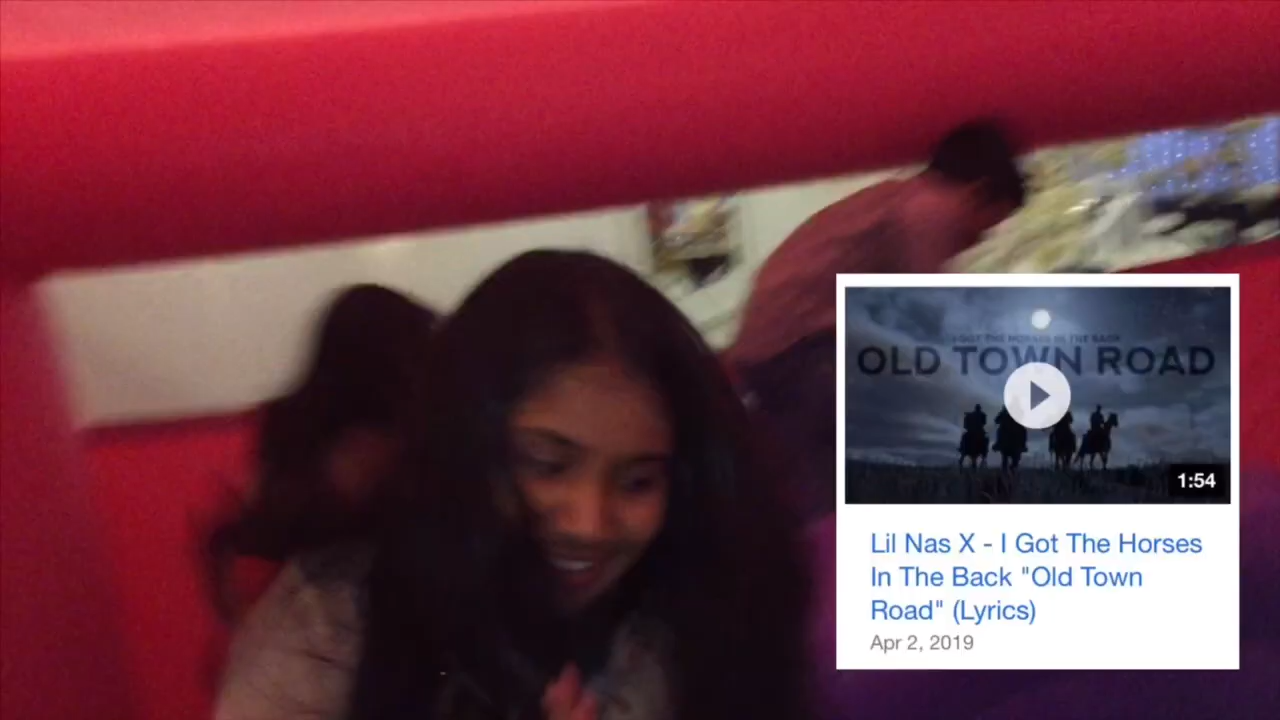 I GOT THE HORSES IN THE BACK
OLD TOWN ROAD
1:54
Lil Nas X - I Got The Horses
In The Back "Old Town
Road" (Lyrics)
Apr 2, 2019